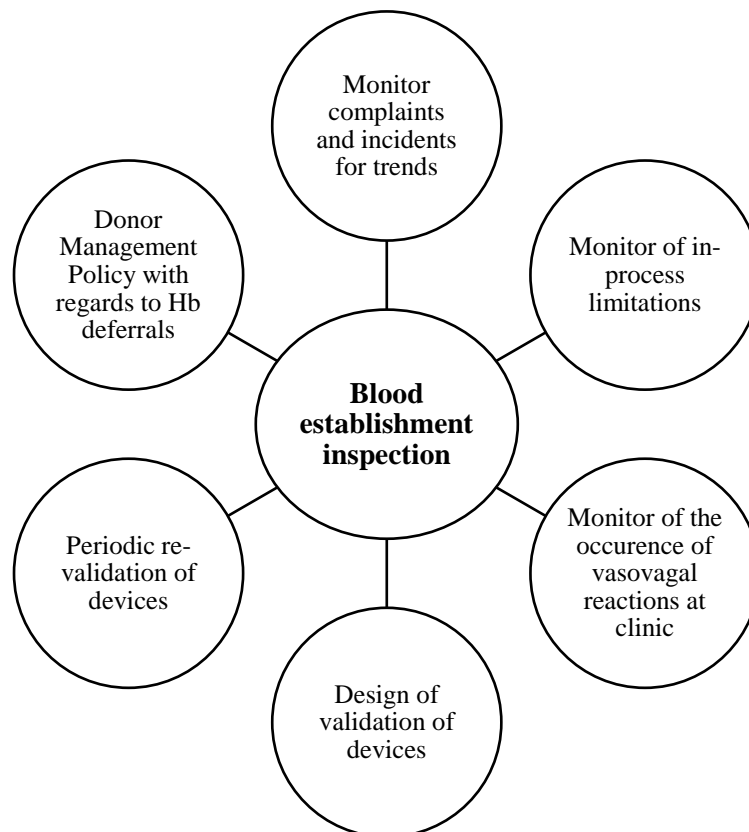 Monitor
complaints
and incidents
for trends
Donor
Management
Policy with
regards to Hb
deferrals
Monitor of in-
process
limitations
Blood
establishment
inspection
Periodic re-
validation of
devices
Monitor of the
occurence of
vasovagal
reactions at
clinic
Design of
validation of
devices